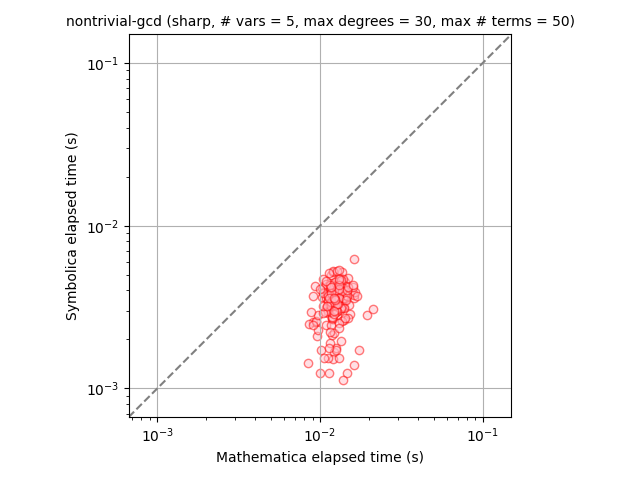 nontrivial-gcd (sharp, # vars = 5, max degrees = 30, max # terms = 50)
Symbolica elapsed time (s)
10⁻¹
10⁻²
10⁻³
10⁻³ 10⁻² 10⁻¹
Mathematica elapsed time (s)